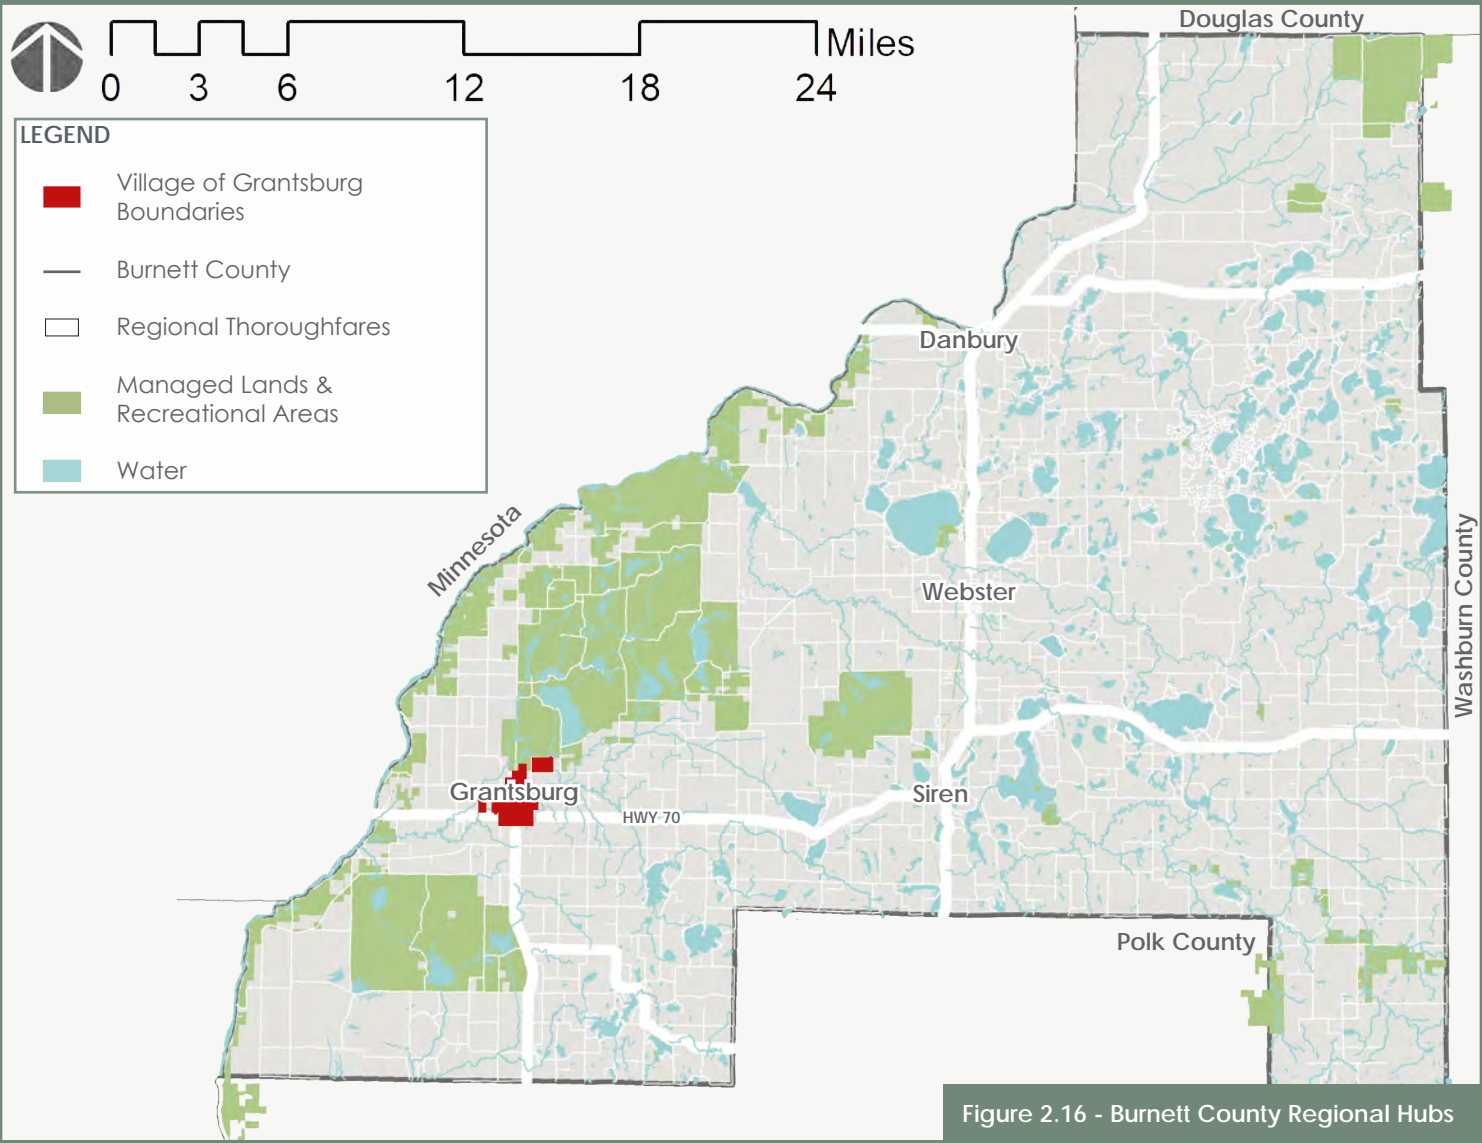 Douglas County
Miles
0 3 6 12 18 24
LEGEND
Village of Grantsburg
Boundaries
Burnett County
Regional Thoroughfares
Managed Lands &
Recreational Areas
Water
Danbury
Minnesota
Webster
Washburn County
Grantsburg
Siren
HWY 70
Polk County
Figure 2.16 - Burnett County Regional Hubs